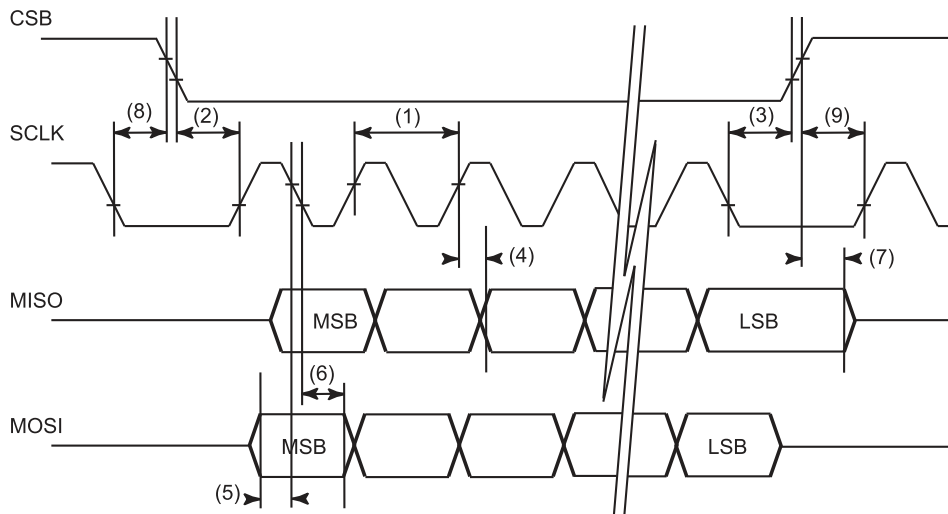 CSB
(8) (2) (1) (3) (9)
SCLK
(4) (7)
MISO MSB LSB
(6)
MOSI MSB LSB
(5)